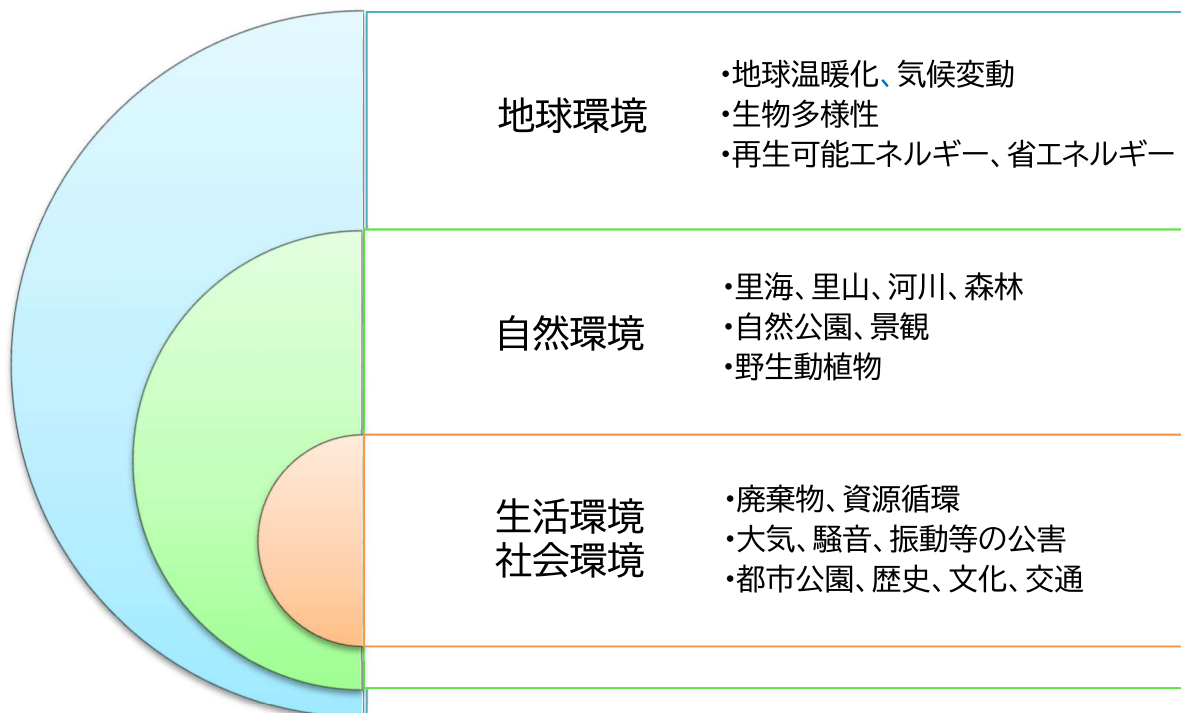 地球環境
・地球温暖化、気候変動
・生物多様性
・再生可能エネルギー、省エネルギー
自然環境
・里海、里山、河川、森林
・自然公園、景観
・野生動植物
生活環境
社会環境
・廃棄物、資源循環
・大気、騒音、振動等の公害
・都市公園、歴史、文化、交通